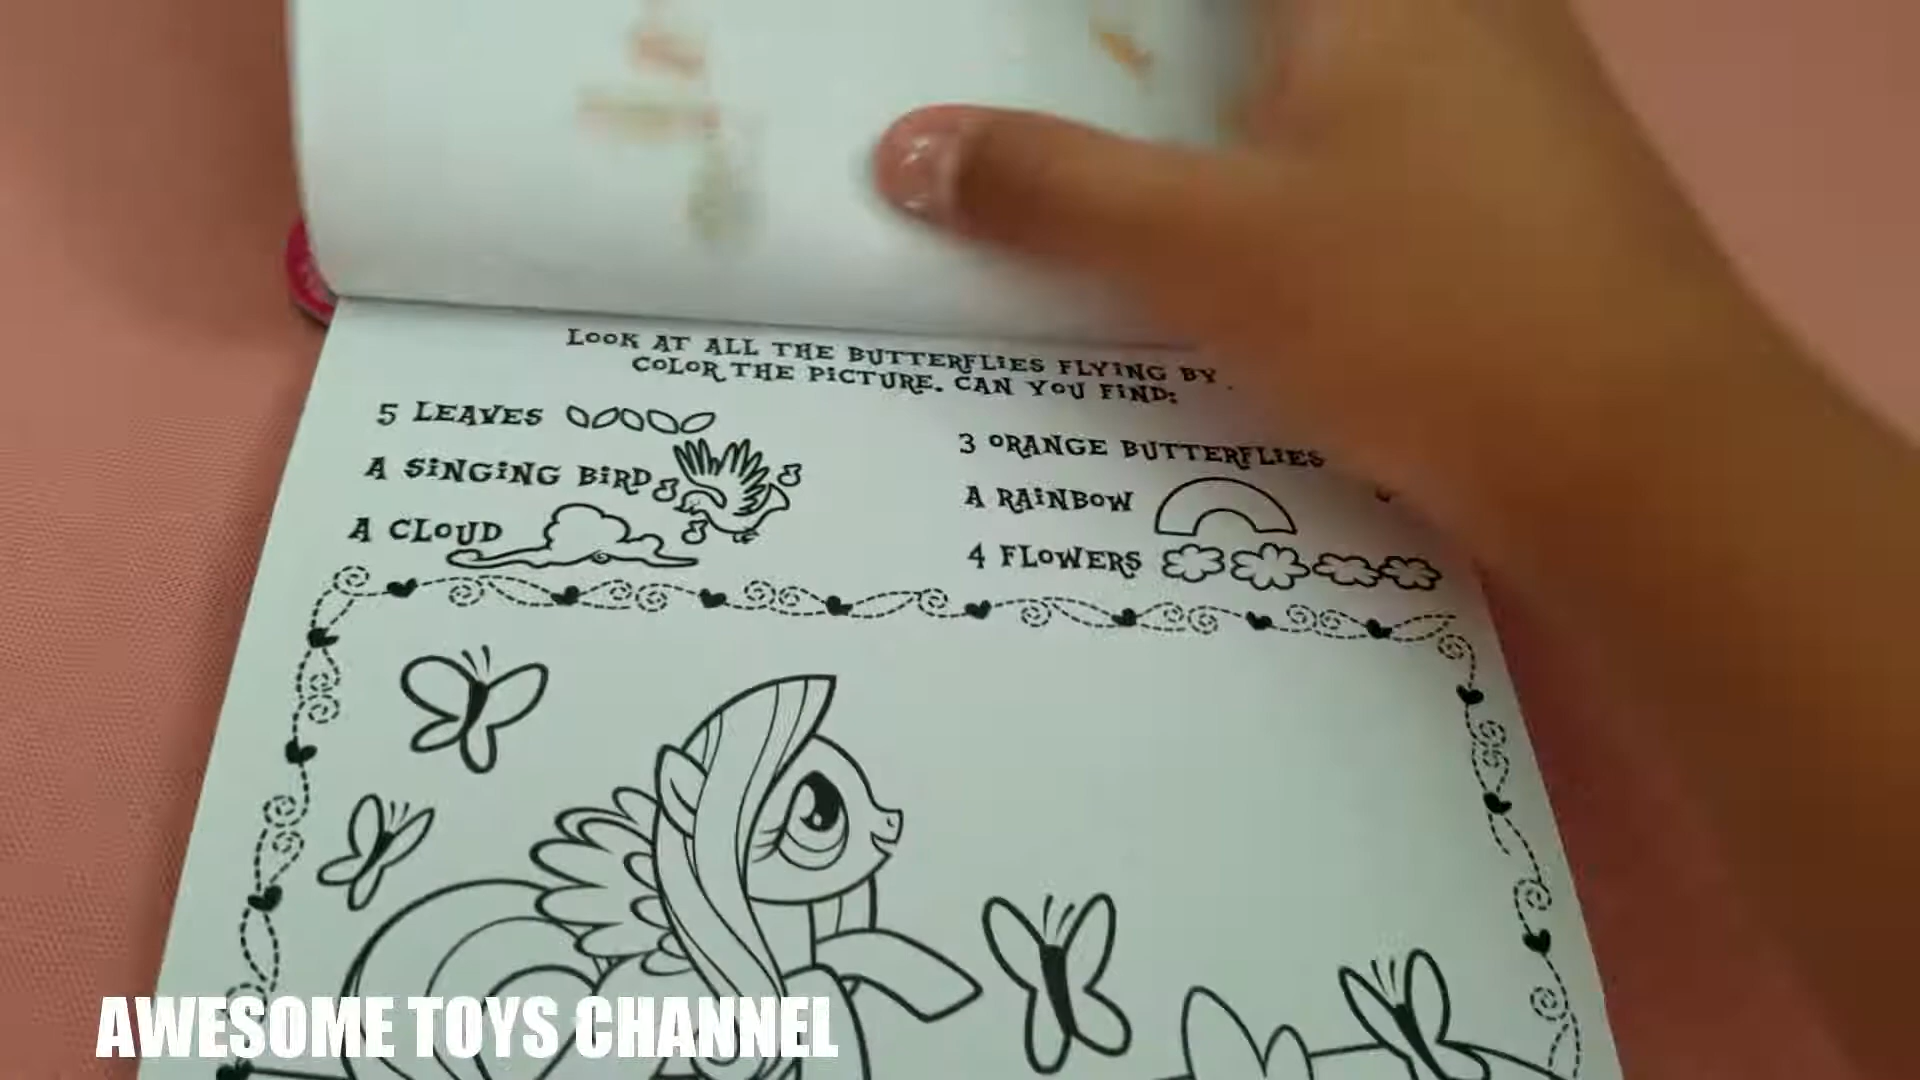 LOOK AT ALL THE BUTTERFLIES FLYING BY.
COLOR THE PICTURE. CAN YOU FIND:
5 LEAVES
A SINGING BIRD
A CLOUD
3 ORANGE BUTTERFLIES
A RAINBOW
4 FLOWERS
AWESOME TOYS CHANNEL